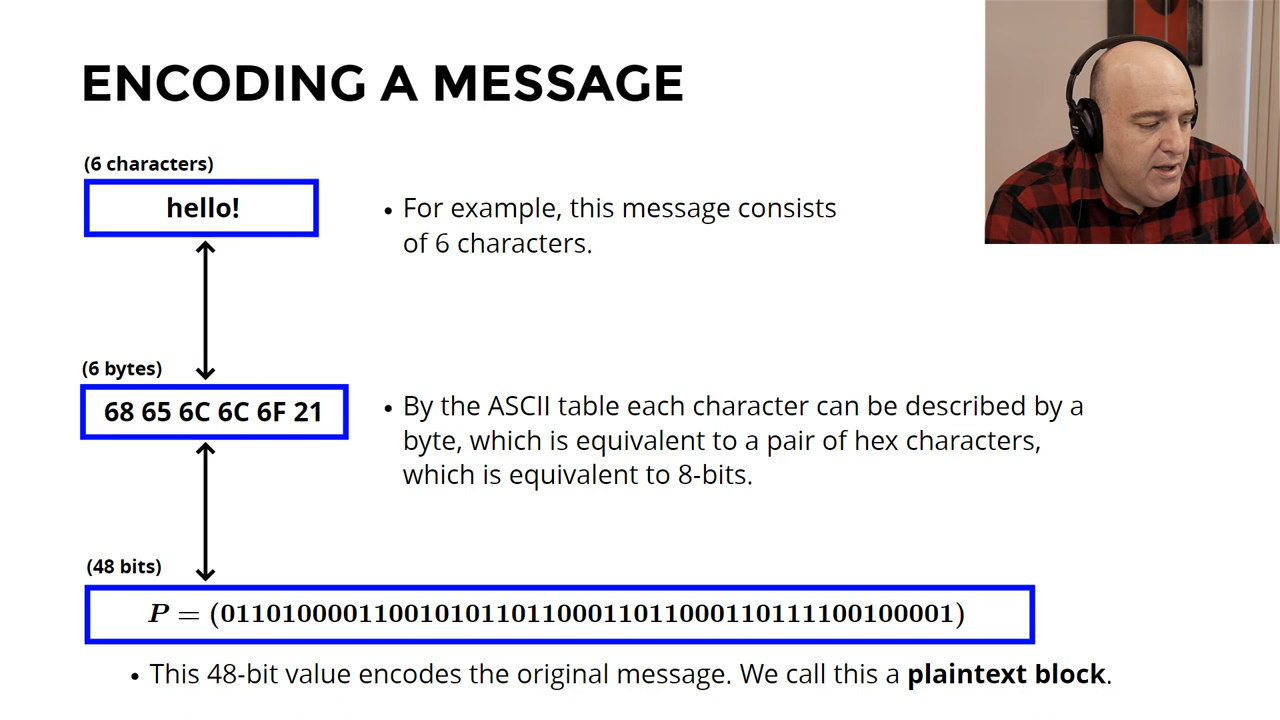 ENCODING A MESSAGE
(6 characters)
hello!
• For example, this message consists
of 6 characters.
(6 bytes)
68 65 6C 6C 6F 21
• By the ASCII table each character can be described by a
byte, which is equivalent to a pair of hex characters,
which is equivalent to 8-bits.
(48 bits)
P = (011010000110010101101100011011000110111100100001)
• This 48-bit value encodes the original message. We call this a plaintext block.